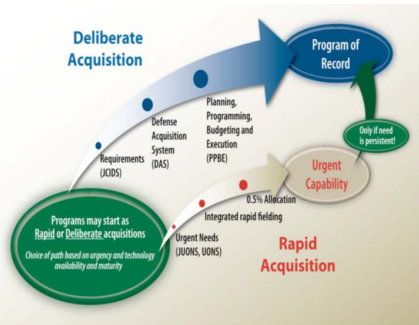 Deliberate
Acquisition
Program of
Record
Planning,
Programming,
Budgeting and
Execution
(PPBE)
Defense
Acquisition
System
(DAS)
Requirements
(JCIDS)
Only if need
is persistent!
Urgent
Capability
0.5% Allocation
Integrated rapid fielding
Urgent Needs
(JUONS, UONS)
Programs may start as
Rapid or Deliberate acquisitions
Choice of path based on urgency and technology
availability and maturity
Rapid
Acquisition